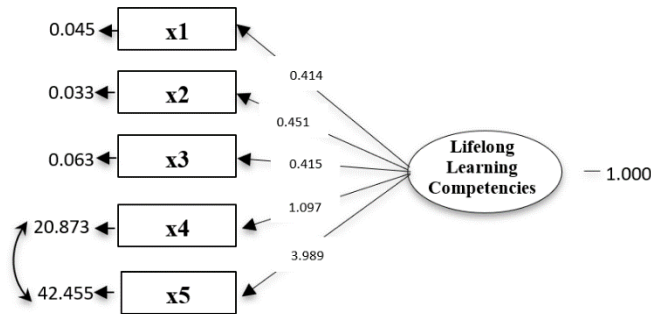 0.045
x1
0.414
0.033
x2
0.451
0.063
x3
0.415
Lifelong
Learning
Competencies
1.000
20.873
x4
1.097
42.455
x5
3.989